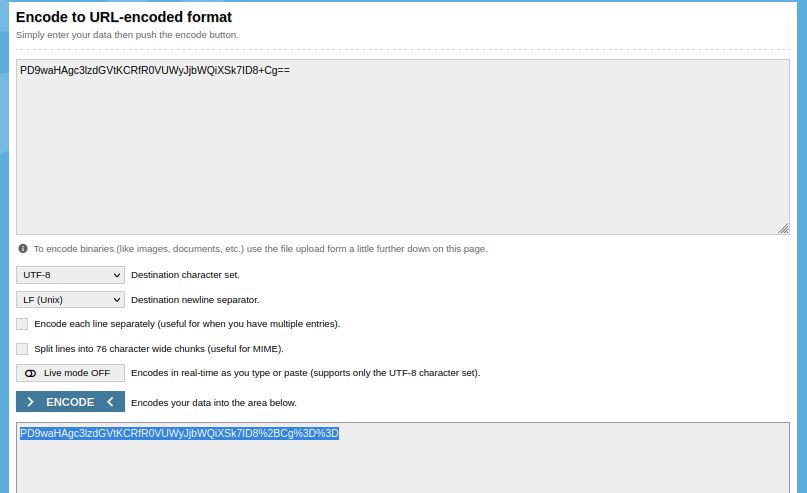 Encode to URL-encoded format
Simply enter your data then push the encode button.
PD9waHAgc3lzdGVtKCRfR0VUWyJjbWQiXSk7ID8+Cg==
To encode binaries (like images, documents, etc.) use the file upload form a little further down on this page.
UTF-8 Destination character set.
LF (Unix) Destination newline separator.
Encode each line separately (useful for when you have multiple entries).
Split lines into 76 character wide chunks (useful for MIME).
Live mode OFF Encodes in real-time as you type or paste (supports only the UTF-8 character set).
> ENCODE < Encodes your data into the area below.
PD9waHAgc3lzdGVtKCRfR0VUWyJjbWQiXSk7ID8%2BCg%3D%3D